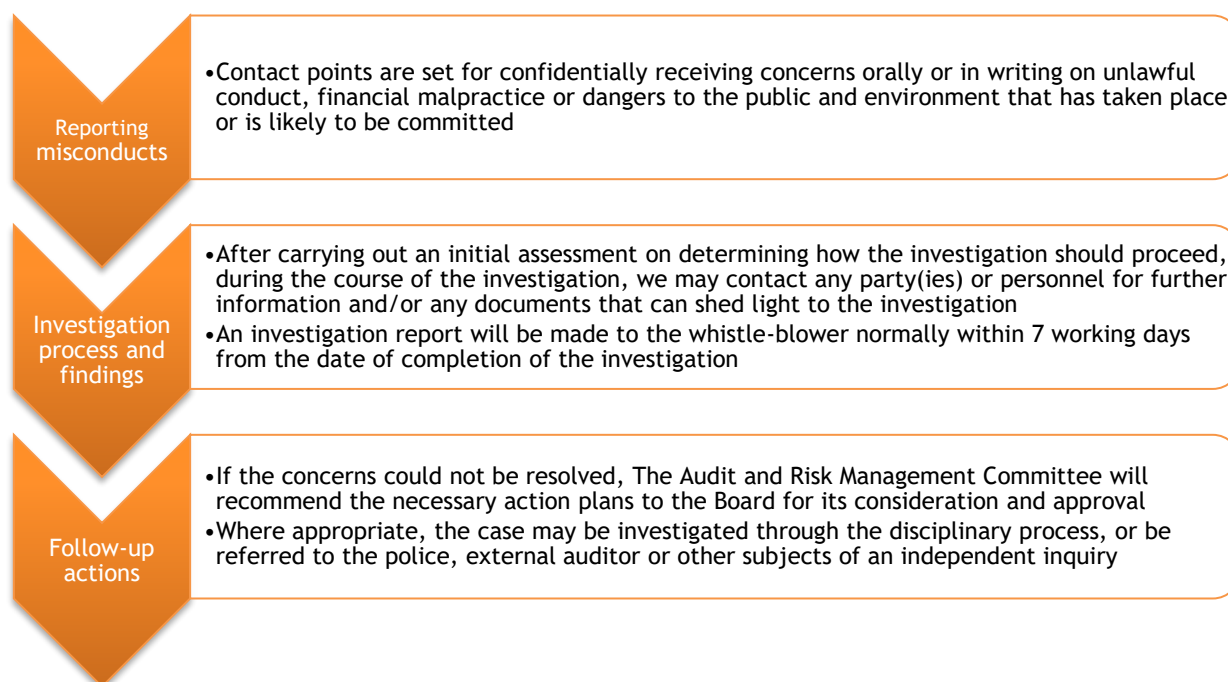 Reporting
misconducts
•Contact points are set for confidentially receiving concerns orally or in writing on unlawful
conduct, financial malpractice or dangers to the public and environment that has taken place
or is likely to be committed
Investigation
process and
findings
•After carrying out an initial assessment on determining how the investigation should proceed,
during the course of the investigation, we may contact any party(ies) or personnel for further
information and/or any documents that can shed light to the investigation
•An investigation report will be made to the whistle-blower normally within 7 working days
from the date of completion of the investigation
Follow-up
actions
•If the concerns could not be resolved, The Audit and Risk Management Committee will
recommend the necessary action plans to the Board for its consideration and approval
•Where appropriate, the case may be investigated through the disciplinary process, or be
referred to the police, external auditor or other subjects of an independent inquiry